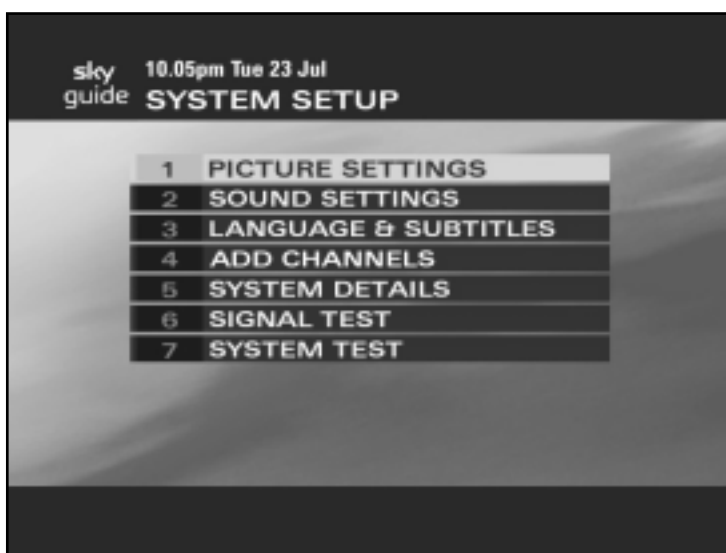 sky 10.05pm Tue 23 Jul
guide SYSTEM SETUP
1 PICTURE SETTINGS
2 SOUND SETTINGS
3 LANGUAGE & SUBTITLES
4 ADD CHANNELS
5 SYSTEM DETAILS
6 SIGNAL TEST
7 SYSTEM TEST